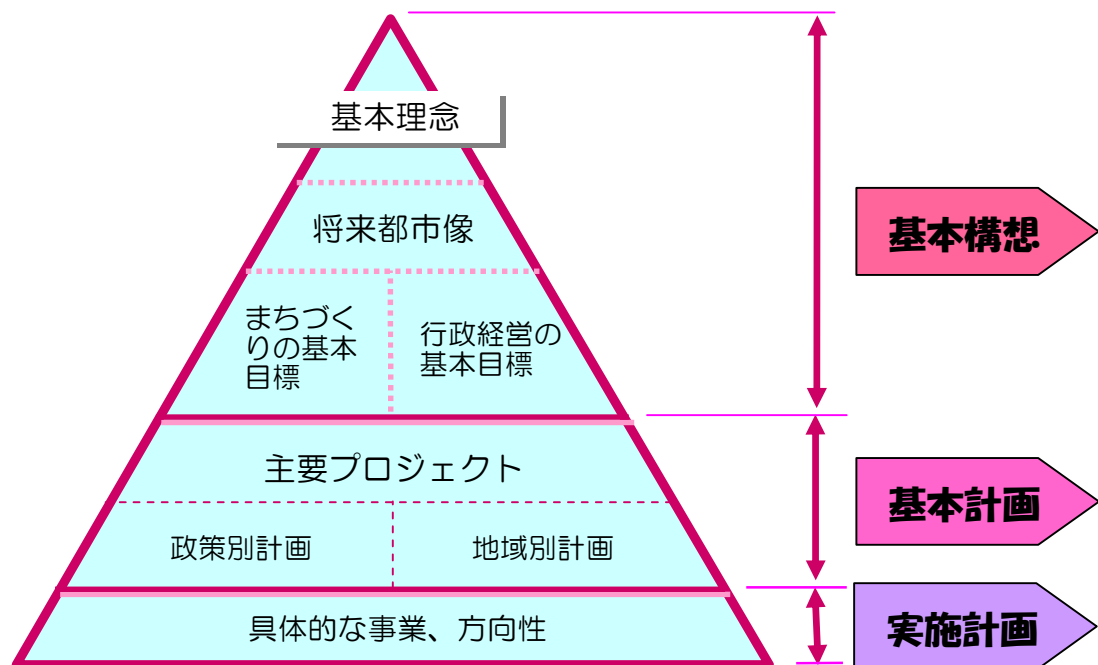 基本理念
将来都市像
基本構想
まちづく
りの基本
目標
行政経営の
基本目標
主要プロジェクト
基本計画
政策別計画
地域別計画
具体的な事業、方向性
実施計画